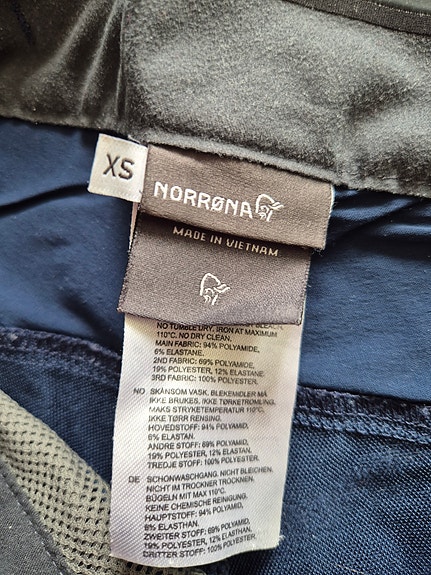 XS
NORRØNA
MADE IN VIETNAM
NO TUMBLE DRY. IRON AT MAXIMUM
110°C. NO DRY CLEAN.
MAIN FABRIC: 94% POLYAMIDE,
6% ELASTANE.
2ND FABRIC: 69% POLYAMIDE,
19% POLYESTER, 12% ELASTANE.
3RD FABRIC: 100% POLYESTER.
NO SKÅNSOM VASK. BLEKEMIDLER MÅ
IKKE BRUKES. IKKE TØRKETROMLING.
MAKS STRYKETEMPERATUR 110°C.
IKKE TØRR RENSING.
HOVEDSTOFF: 94% POLYAMID,
6% ELASTAN.
ANDRE STOFF: 69% POLYAMID,
19% POLYESTER, 12% ELASTAN.
TREDJE STOFF: 100% POLYESTER.
DE SCHONWASCHGANG. NICHT BLEICHEN.
NICHT IM TROCKNER TROCKNEN.
BÜGELN MIT MAX 110°C.
KEINE CHEMISCHE REINIGUNG.
HAUPTSTOFF: 94% POLYAMID,
6% ELASTHAN.
ZWEITER STOFF: 69% POLYAMID,
19% POLYESTER, 12% ELASTHAN.
DRITTER STOFF: 100% POLYESTER.